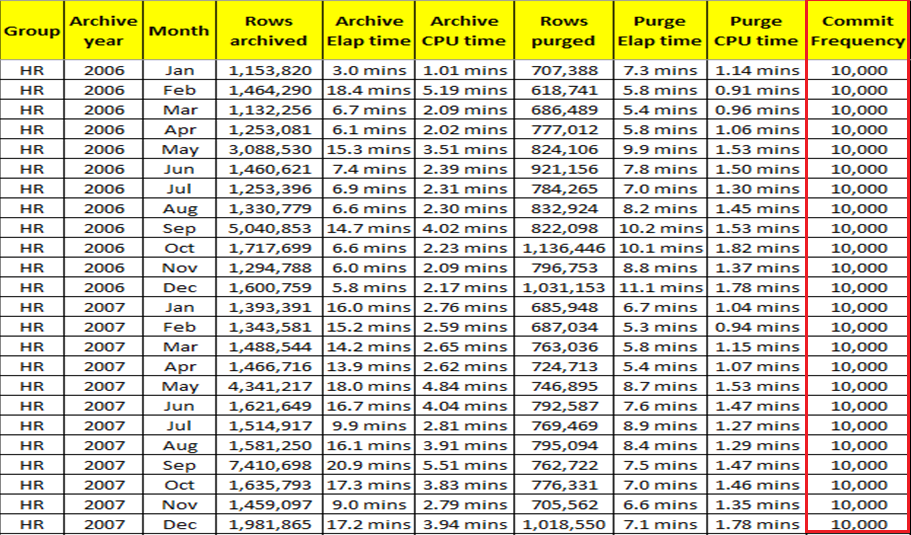 Group Archive year Month Rows archived Archive Elap time Archive CPU time Rows purged Purge Elap time Purge CPU time Commit Frequency
HR 2006 Jan 1,153,820 3.0 mins 1.01 mins 707,388 7.3 mins 1.14 mins 10,000
HR 2006 Feb 1,464,290 18.4 mins 5.19 mins 618,741 5.8 mins 0.91 mins 10,000
HR 2006 Mar 1,132,256 6.7 mins 2.09 mins 686,489 5.4 mins 0.96 mins 10,000
HR 2006 Apr 1,253,081 6.1 mins 2.02 mins 777,012 5.8 mins 1.06 mins 10,000
HR 2006 May 3,088,530 15.3 mins 3.51 mins 824,106 9.9 mins 1.53 mins 10,000
HR 2006 Jun 1,460,621 7.4 mins 2.39 mins 921,156 7.8 mins 1.50 mins 10,000
HR 2006 Jul 1,253,396 6.9 mins 2.31 mins 784,265 7.0 mins 1.30 mins 10,000
HR 2006 Aug 1,330,779 6.6 mins 2.30 mins 832,924 8.2 mins 1.45 mins 10,000
HR 2006 Sep 5,040,853 14.7 mins 4.02 mins 822,098 10.2 mins 1.53 mins 10,000
HR 2006 Oct 1,717,699 6.6 mins 2.23 mins 1,136,446 10.1 mins 1.82 mins 10,000
HR 2006 Nov 1,294,788 6.0 mins 2.09 mins 796,753 8.8 mins 1.37 mins 10,000
HR 2006 Dec 1,600,759 5.8 mins 2.17 mins 1,031,153 11.1 mins 1.78 mins 10,000
HR 2007 Jan 1,393,391 16.0 mins 2.76 mins 685,948 6.7 mins 1.04 mins 10,000
HR 2007 Feb 1,343,581 15.2 mins 2.59 mins 687,034 5.3 mins 0.94 mins 10,000
HR 2007 Mar 1,488,544 14.2 mins 2.65 mins 763,036 5.8 mins 1.15 mins 10,000
HR 2007 Apr 1,466,716 13.9 mins 2.62 mins 724,713 5.4 mins 1.07 mins 10,000
HR 2007 May 4,341,217 18.0 mins 4.84 mins 746,895 8.7 mins 1.53 mins 10,000
HR 2007 Jun 1,621,649 16.7 mins 4.04 mins 792,587 7.6 mins 1.47 mins 10,000
HR 2007 Jul 1,514,917 9.9 mins 2.81 mins 769,469 8.9 mins 1.27 mins 10,000
HR 2007 Aug 1,581,250 16.1 mins 3.91 mins 795,094 8.4 mins 1.29 mins 10,000
HR 2007 Sep 7,410,698 20.9 mins 5.51 mins 762,722 7.5 mins 1.47 mins 10,000
HR 2007 Oct 1,635,793 17.3 mins 3.83 mins 776,331 7.0 mins 1.46 mins 10,000
HR 2007 Nov 1,459,097 9.0 mins 2.79 mins 705,562 6.6 mins 1.35 mins 10,000
HR 2007 Dec 1,981,865 17.2 mins 3.94 mins 1,018,550 7.1 mins 1.78 mins 10,000